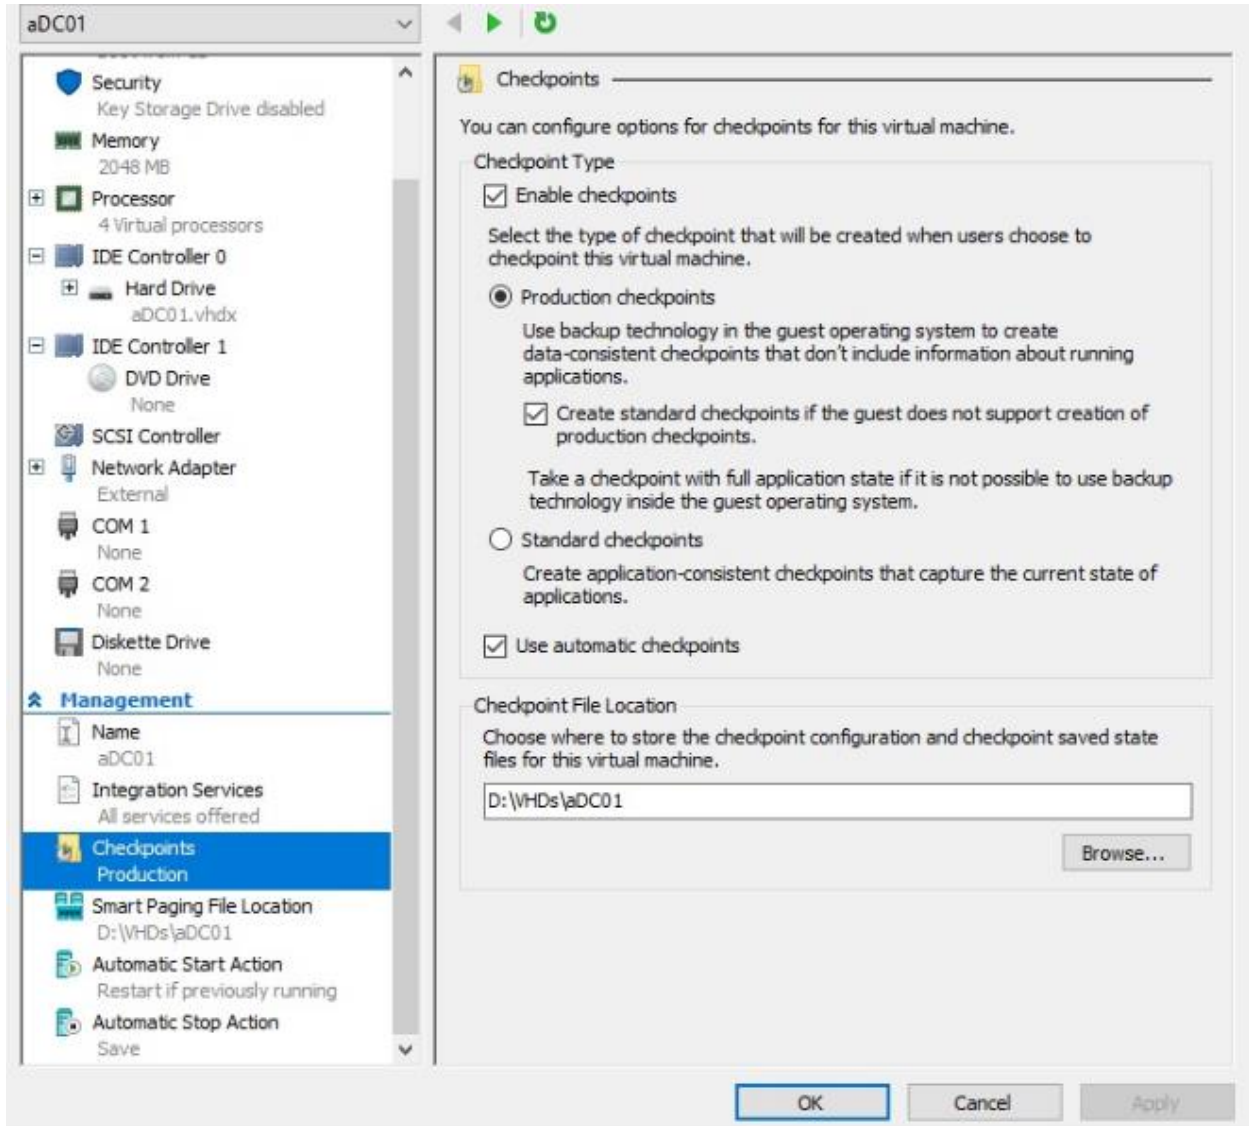 aDC01
Security
Key Storage Drive disabled
Memory
2048 MB
Processor
4 Virtual processors
IDE Controller 0
Hard Drive
aDC01.vhdx
IDE Controller 1
DVD Drive
None
SCSI Controller
Network Adapter
External
COM 1
None
COM 2
None
Diskette Drive
None
Management
Name
aDC01
Integration Services
All services offered
Checkpoints
Production
Smart Paging File Location
D:\VHDs\aDC01
Automatic Start Action
Restart if previously running
Automatic Stop Action
Save
Checkpoints
You can configure options for checkpoints for this virtual machine.
Checkpoint Type
Enable checkpoints
Select the type of checkpoint that will be created when users choose to
checkpoint this virtual machine.
Production checkpoints
Use backup technology in the guest operating system to create
data-consistent checkpoints that don't include information about running
applications.
Create standard checkpoints if the guest does not support creation of
production checkpoints.
Take a checkpoint with full application state if it is not possible to use backup
technology inside the guest operating system.
Standard checkpoints
Create application-consistent checkpoints that capture the current state of
applications.
Use automatic checkpoints
Checkpoint File Location
Choose where to store the checkpoint configuration and checkpoint saved state
files for this virtual machine.
D:\VHDs\aDC01
Browse...
OK
Cancel
Apply